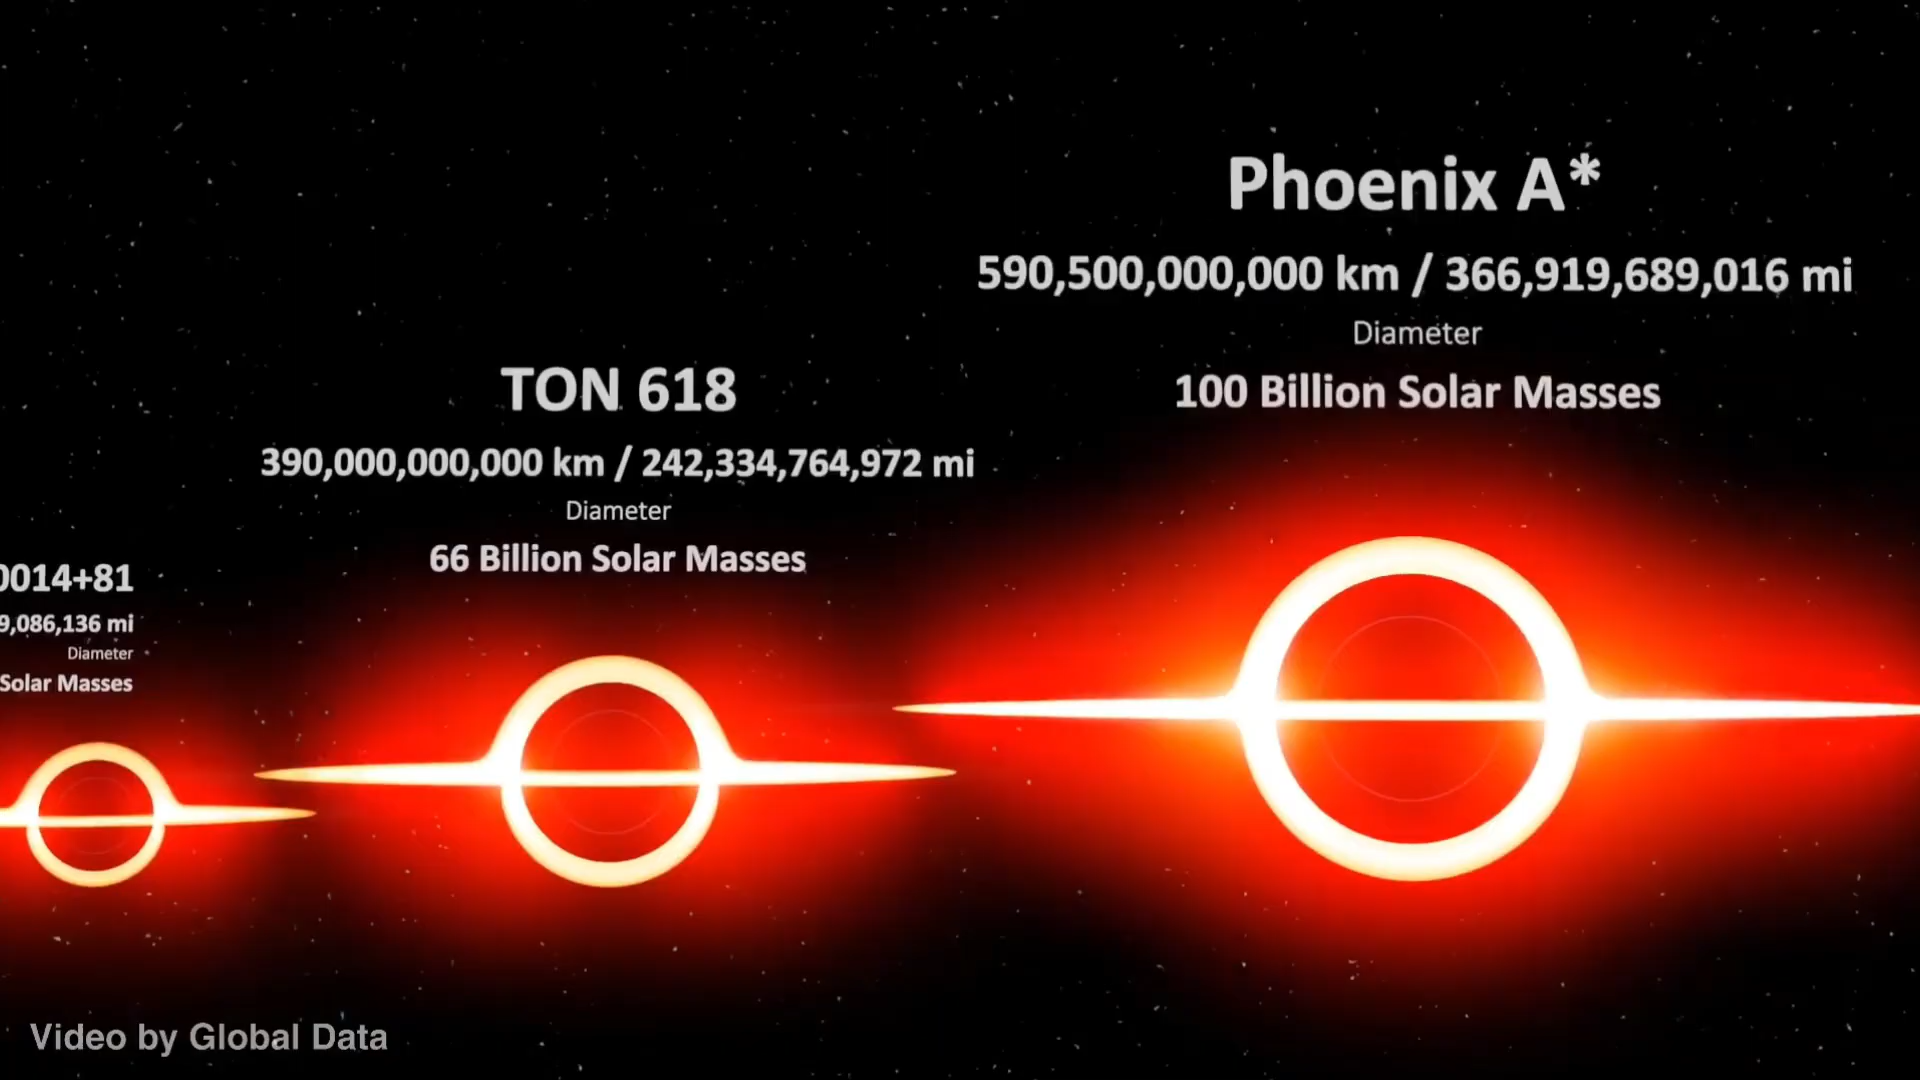 Phoenix A*
590,500,000,000 km / 366,919,689,016 mi
Diameter
100 Billion Solar Masses
TON 618
390,000,000,000 km / 242,334,764,972 mi
Diameter
66 Billion Solar Masses
0014+81
9,086,136 mi
Diameter
Solar Masses
Video by Global Data